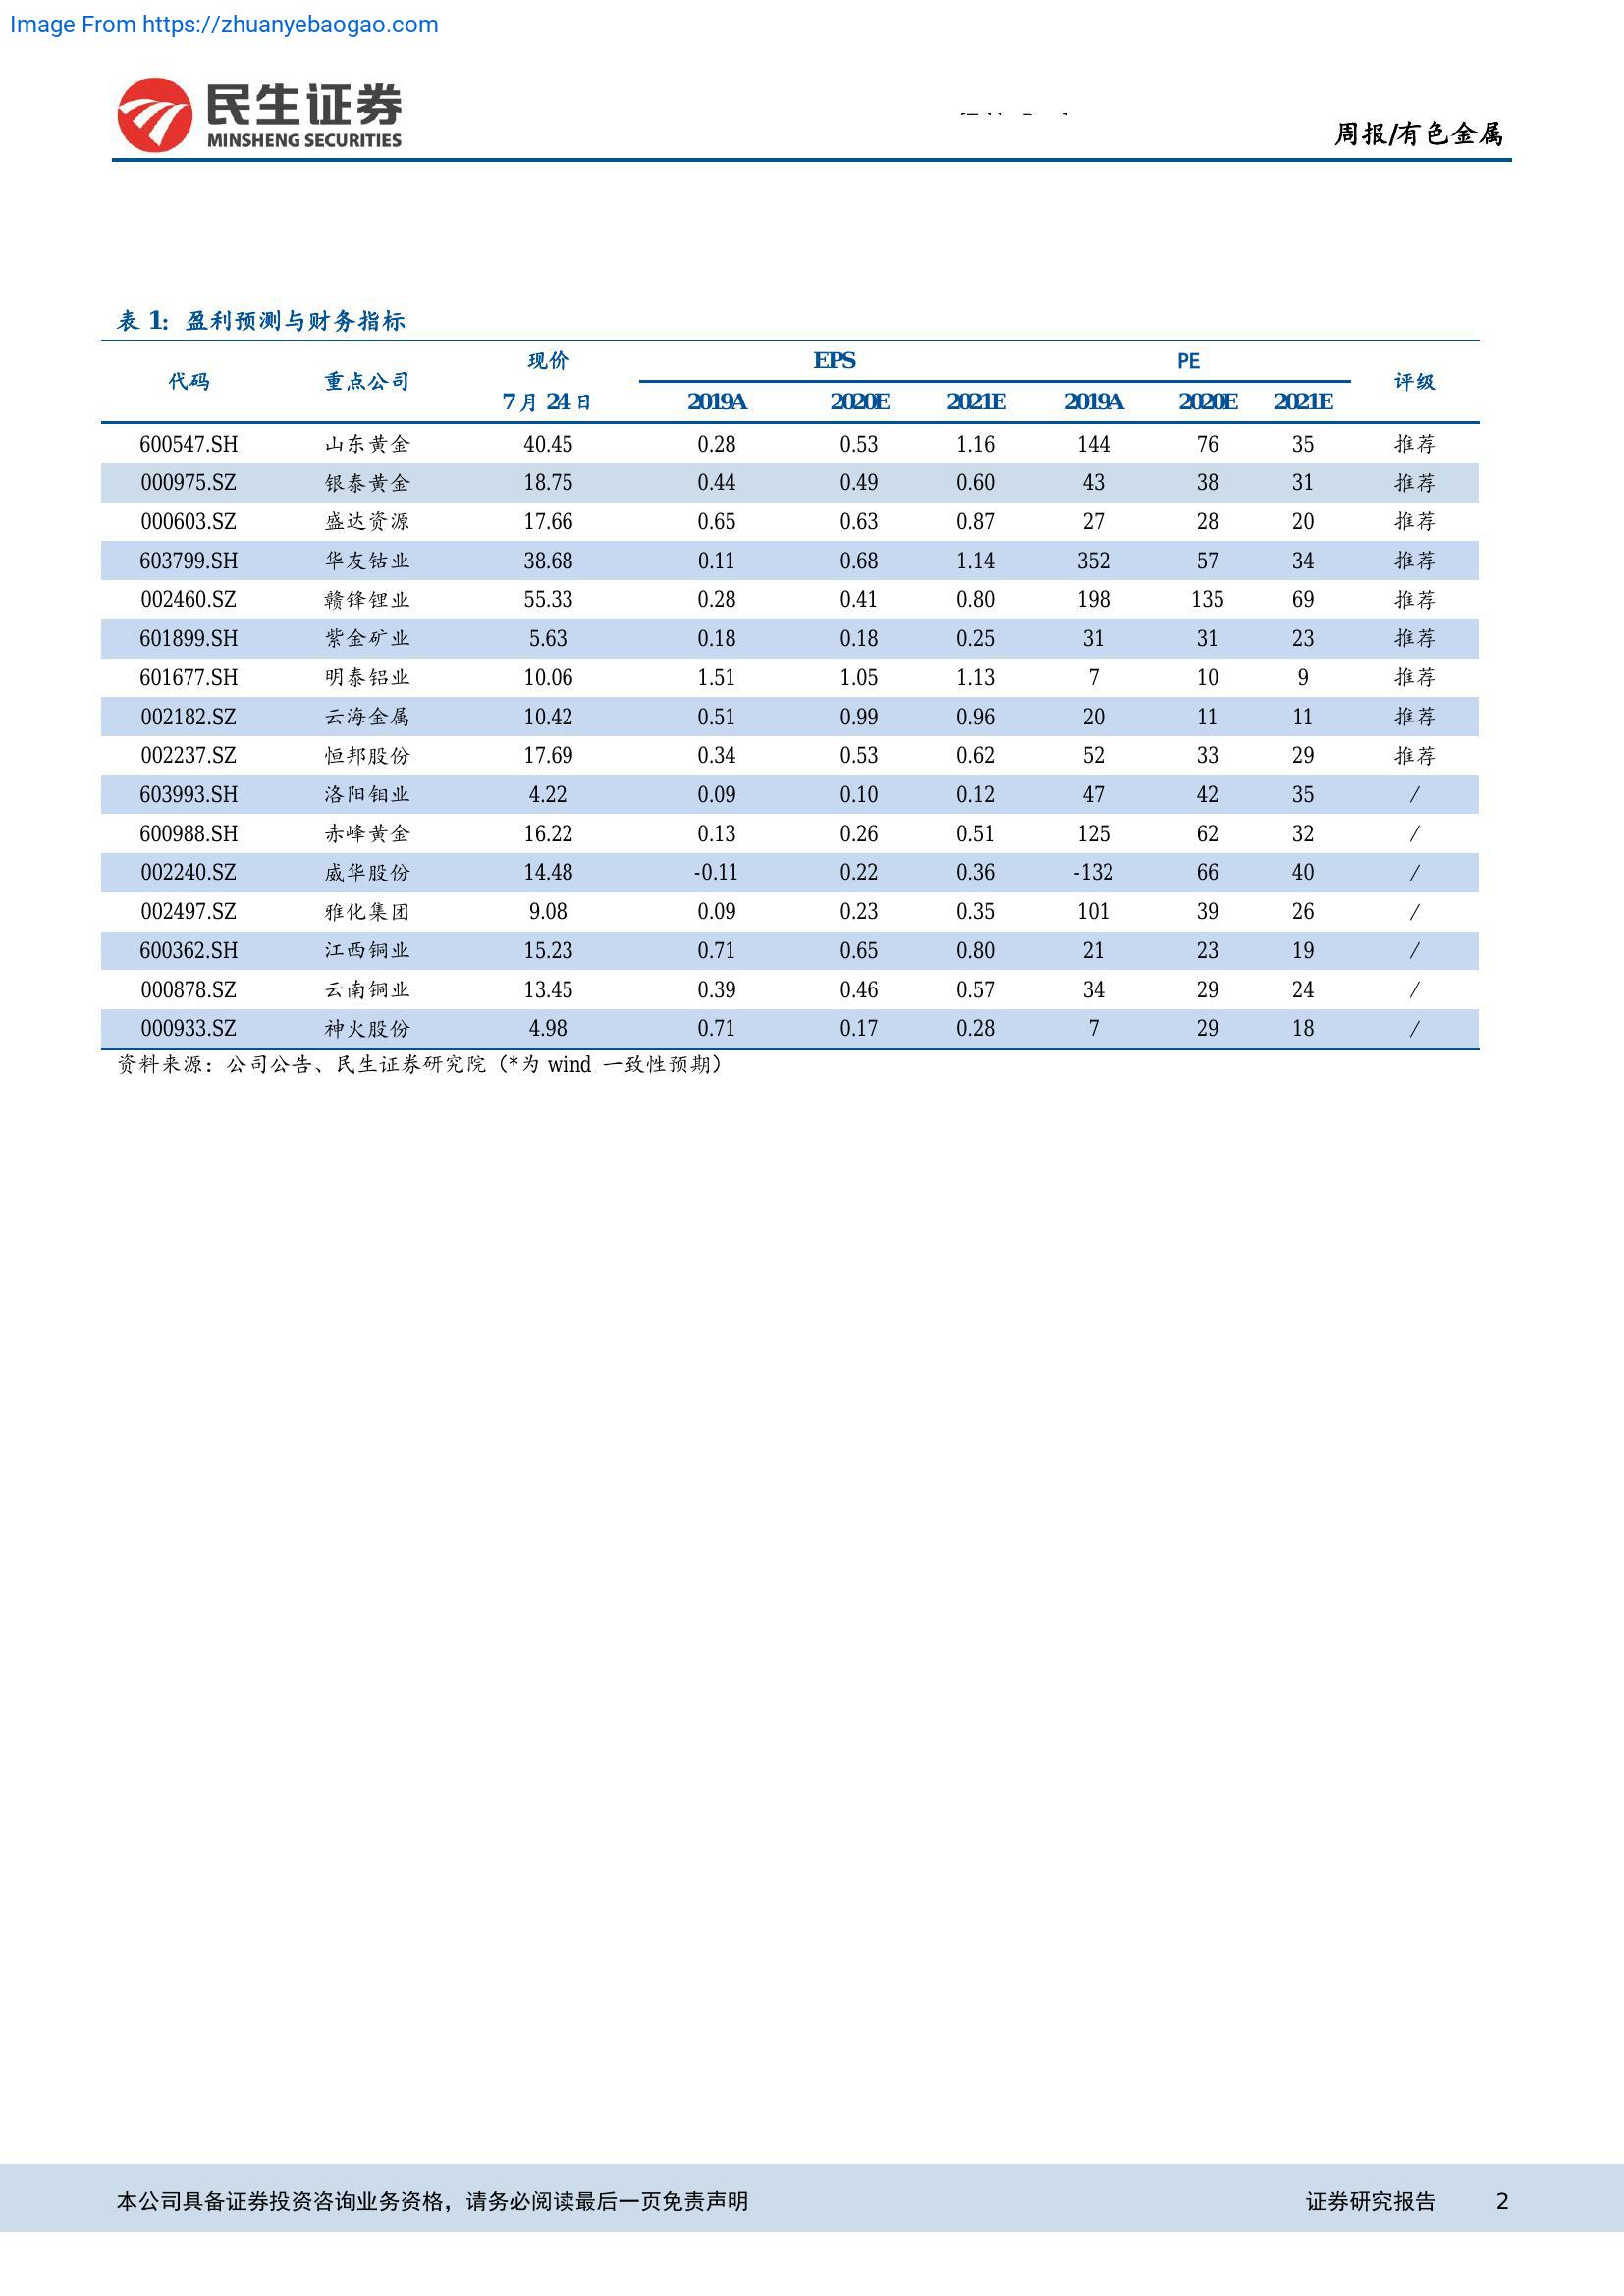 Image From https://zhuanyebaogao.com
民生证券
MINSHENG SECURITIES
周报/有色金属
表 1：盈利预测与财务指标
代码 重点公司 现价 EPS PE 评级
7 月 24 日 2019A 2020E 2021E 2019A 2020E 2021E
600547.SH 山东黄金 40.45 0.28 0.53 1.16 144 76 35 推荐
000975.SZ 银泰黄金 18.75 0.44 0.49 0.60 43 38 31 推荐
000603.SZ 盛达资源 17.66 0.65 0.63 0.87 27 28 20 推荐
603799.SH 华友钴业 38.68 0.11 0.68 1.14 352 57 34 推荐
002460.SZ 赣锋锂业 55.33 0.28 0.41 0.80 198 135 69 推荐
601899.SH 紫金矿业 5.63 0.18 0.18 0.25 31 31 23 推荐
601677.SH 明泰铝业 10.06 1.51 1.05 1.13 7 10 9 推荐
002182.SZ 云海金属 10.42 0.51 0.99 0.96 20 11 11 推荐
002237.SZ 恒邦股份 17.69 0.34 0.53 0.62 52 33 29 推荐
603993.SH 洛阳钼业 4.22 0.09 0.10 0.12 47 42 35 /
600988.SH 赤峰黄金 16.22 0.13 0.26 0.51 125 62 32 /
002240.SZ 威华股份 14.48 -0.11 0.22 0.36 -132 66 40 /
002497.SZ 雅化集团 9.08 0.09 0.23 0.35 101 39 26 /
600362.SH 江西铜业 15.23 0.71 0.65 0.80 21 23 19 /
000878.SZ 云南铜业 13.45 0.39 0.46 0.57 34 29 24 /
000933.SZ 神火股份 4.98 0.71 0.17 0.28 7 29 18 /
资料来源：公司公告、民生证券研究院（*为 wind 一致性预期）
本公司具备证券投资咨询业务资格，请务必阅读最后一页免责声明 证券研究报告 2